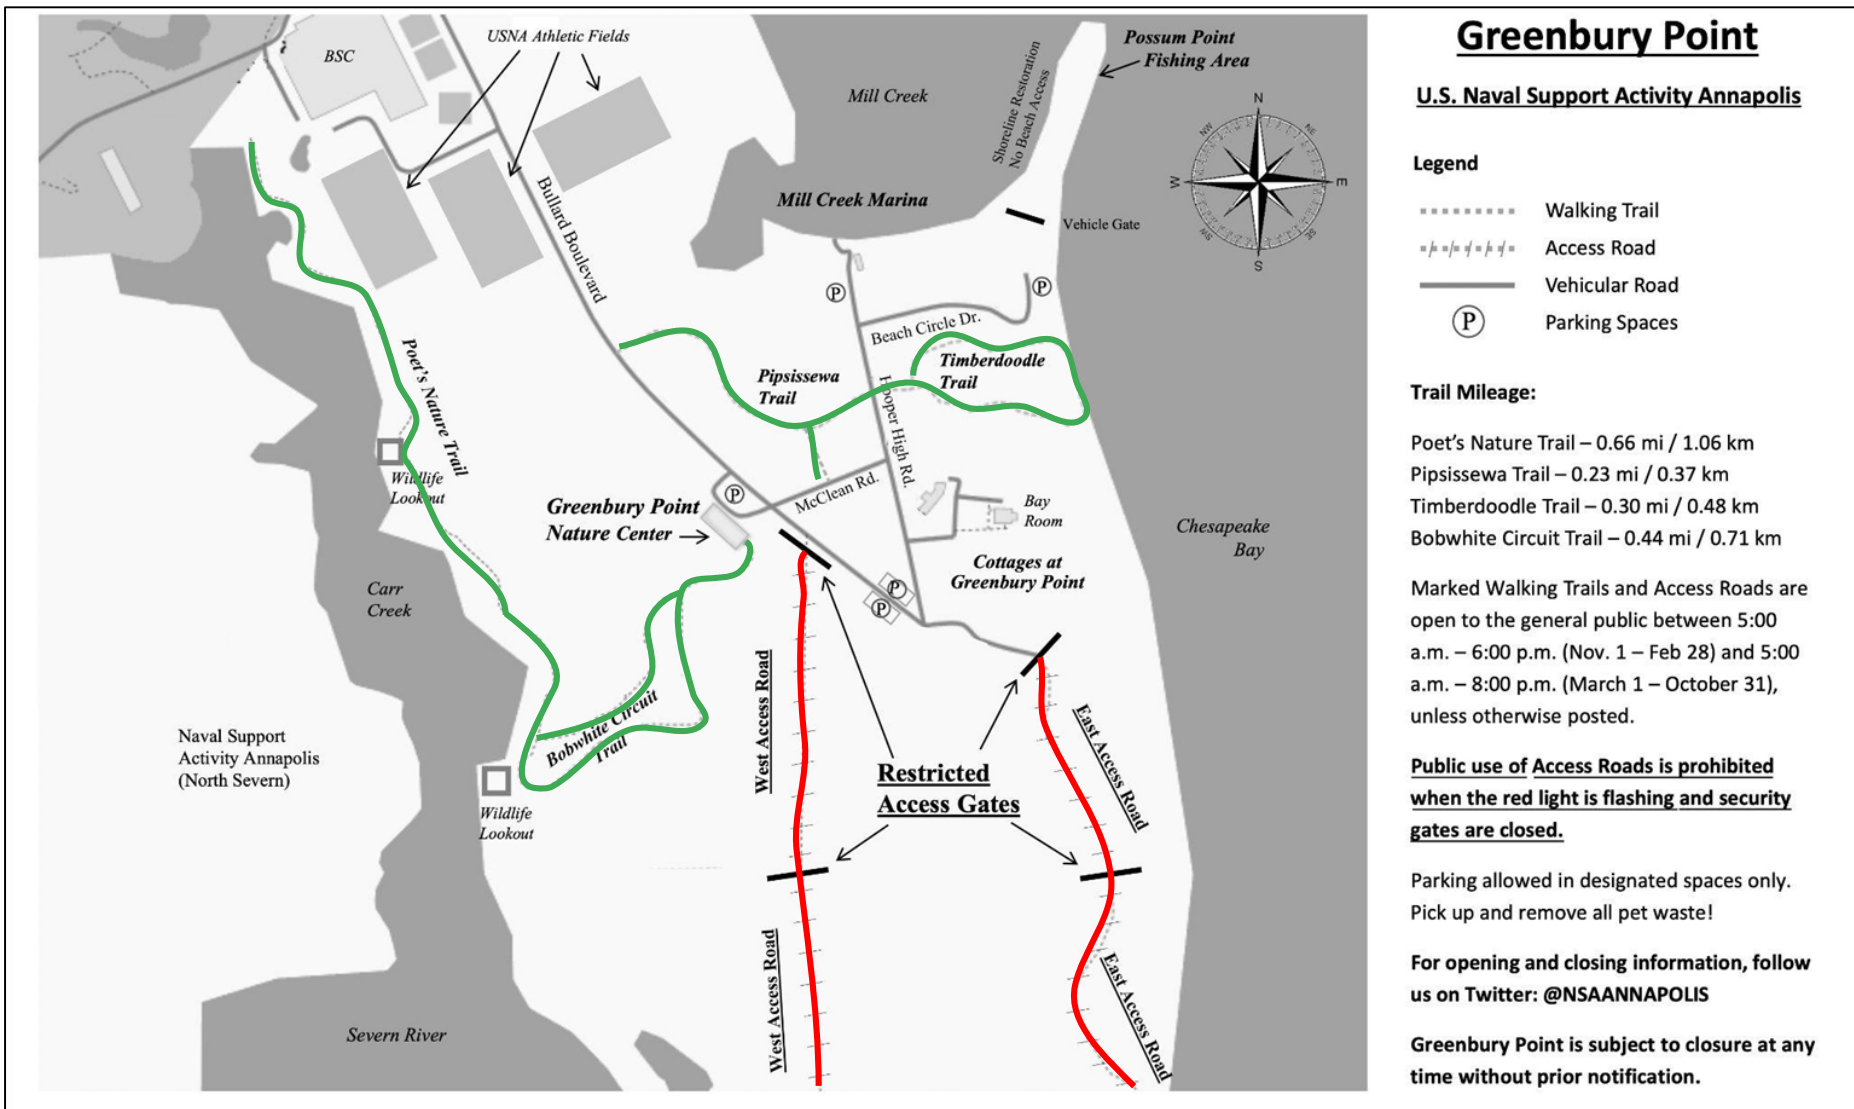 BSC
USNA Athletic Fields
Bullard Boulevard
Mill Creek
Shoreline Restoration
No Beach Access
Possum Point
Fishing Area
Mill Creek Marina
Vehicle Gate
N
NE
E
SE
S
SW
W
NW
P
P
Beach Circle Dr.
Poet's Nature Trail
Pipsissewa
Trail
Timberdoodle
Trail
Hooper High Rd.
Wildlife
Lookout
McClean Rd.
P
Greenbury Point
Nature Center
Bay
Room
Chesapeake
Bay
Cottages at
Greenbury Point
P
P
Carr
Creek
West Access Road
East Access Road
Bobwhite Circuit
Trail
Naval Support
Activity Annapolis
(North Severn)
Restricted
Access Gates
Wildlife
Lookout
West Access Road
East Access Road
Severn River
Greenbury Point
U.S. Naval Support Activity Annapolis
Legend
Walking Trail
Access Road
Vehicular Road
P Parking Spaces
Trail Mileage:
Poet's Nature Trail – 0.66 mi / 1.06 km
Pipsissewa Trail – 0.23 mi / 0.37 km
Timberdoodle Trail – 0.30 mi / 0.48 km
Bobwhite Circuit Trail – 0.44 mi / 0.71 km
Marked Walking Trails and Access Roads are
open to the general public between 5:00
a.m. – 6:00 p.m. (Nov. 1 – Feb 28) and 5:00
a.m. – 8:00 p.m. (March 1 – October 31),
unless otherwise posted.
Public use of Access Roads is prohibited
when the red light is flashing and security
gates are closed.
Parking allowed in designated spaces only.
Pick up and remove all pet waste!
For opening and closing information, follow
us on Twitter: @NSAANNAPOLIS
Greenbury Point is subject to closure at any
time without prior notification.